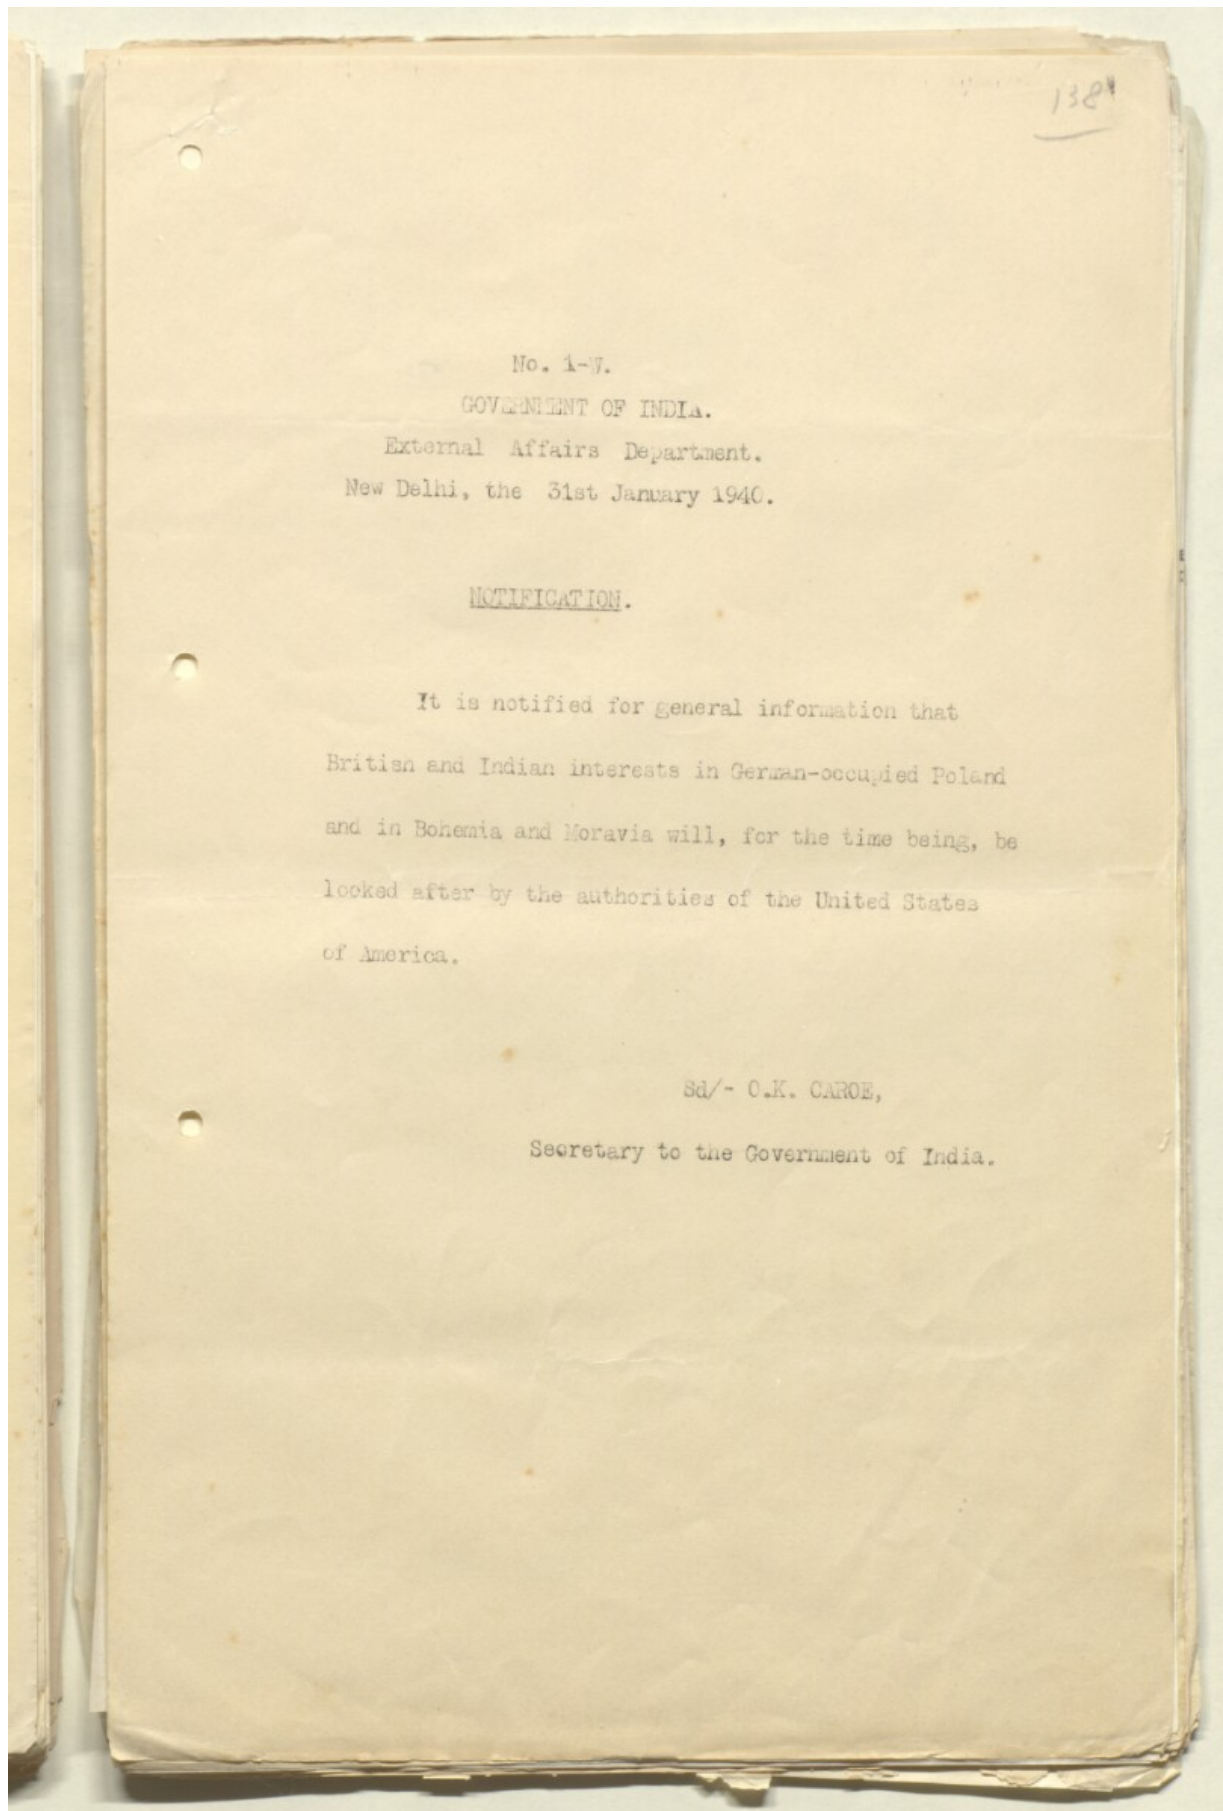 138
No. 1-W.
GOVERNMENT OF INDIA.
External Affairs Department.
New Delhi, the 31st January 1940.
NOTIFICATION.
It is notified for general information that
British and Indian interests in German-occupied Poland
and in Bohemia and Moravia will, for the time being, be
looked after by the authorities of the United States
of America.
Sd/- O.K. CAROE,
Secretary to the Government of India.